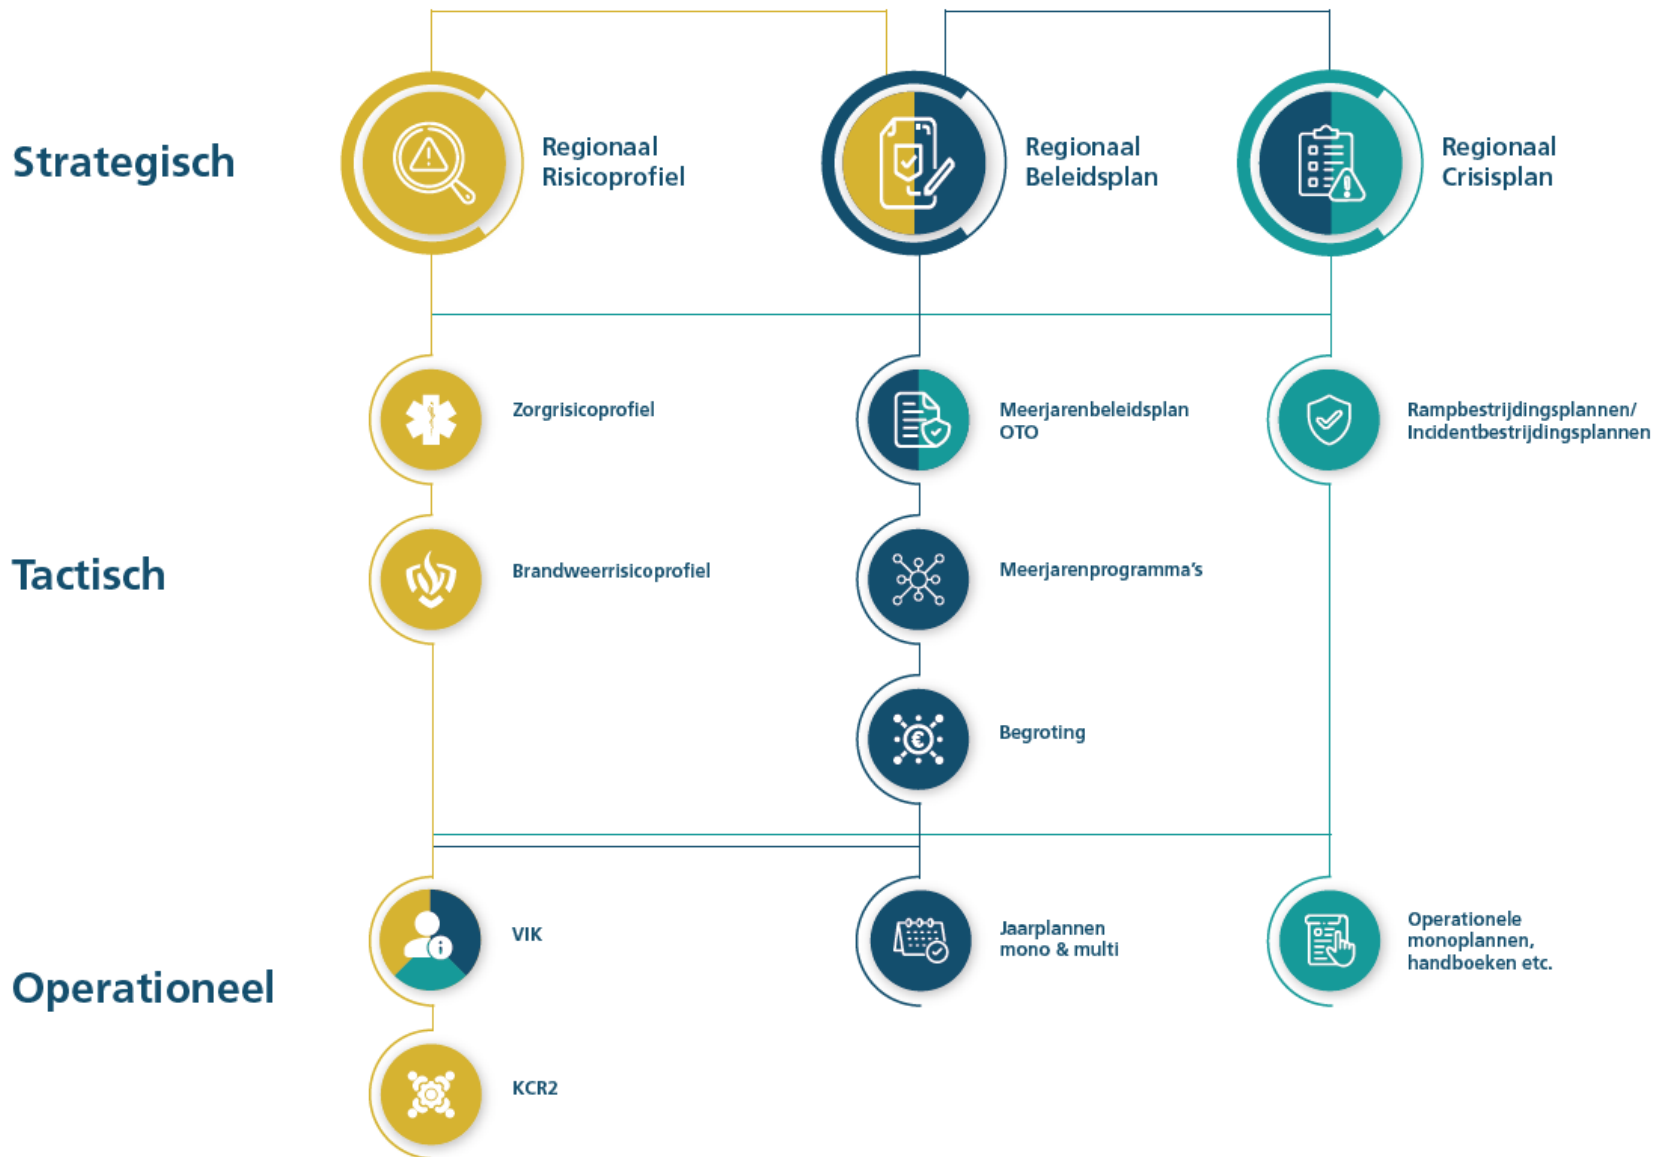 Strategisch
Regionaal
Risicoprofiel
Regionaal
Beleidsplan
Regionaal
Crisisplan
Zorgrisicoprofiel
Meerjarenbeleidsplan
OTO
Rampbestrijdingsplannen/
Incidentbestrijdingsplannen
Tactisch
Brandweerrisicoprofiel
Meerjarenprogramma's
€
Begroting
Operationeel
VIK
Jaarplannen
mono & multi
Operationele
monoplannen,
handboeken etc.
KCR2